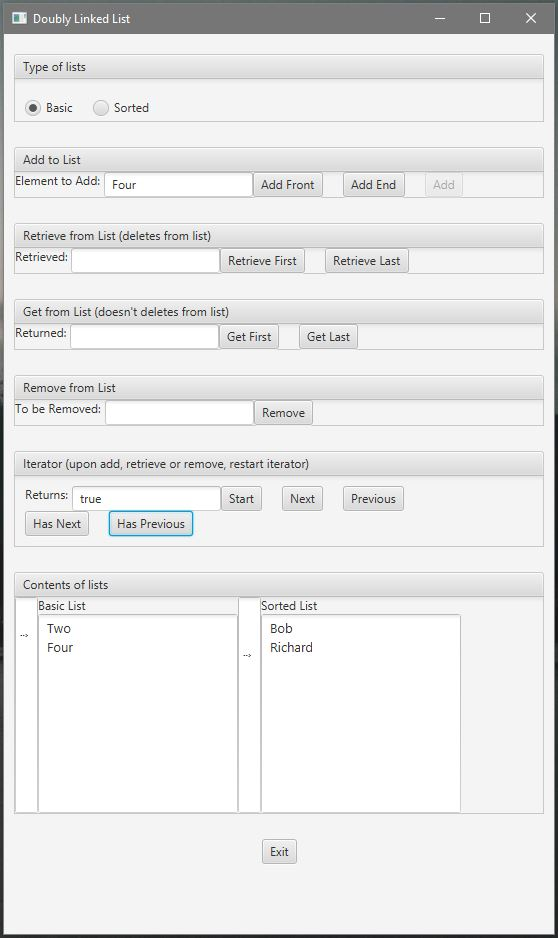 Doubly Linked List
Type of lists
Basic Sorted
Add to List
Element to Add: Four Add Front Add End Add
Retrieve from List (deletes from list)
Retrieved: Retrieve First Retrieve Last
Get from List (doesn't deletes from list)
Returned: Get First Get Last
Remove from List
To be Removed: Remove
Iterator (upon add, retrieve or remove, restart iterator)
Returns: true Start Next Previous
Has Next Has Previous
Contents of lists
Basic List Sorted List
Two Bob
Four Richard
Exit